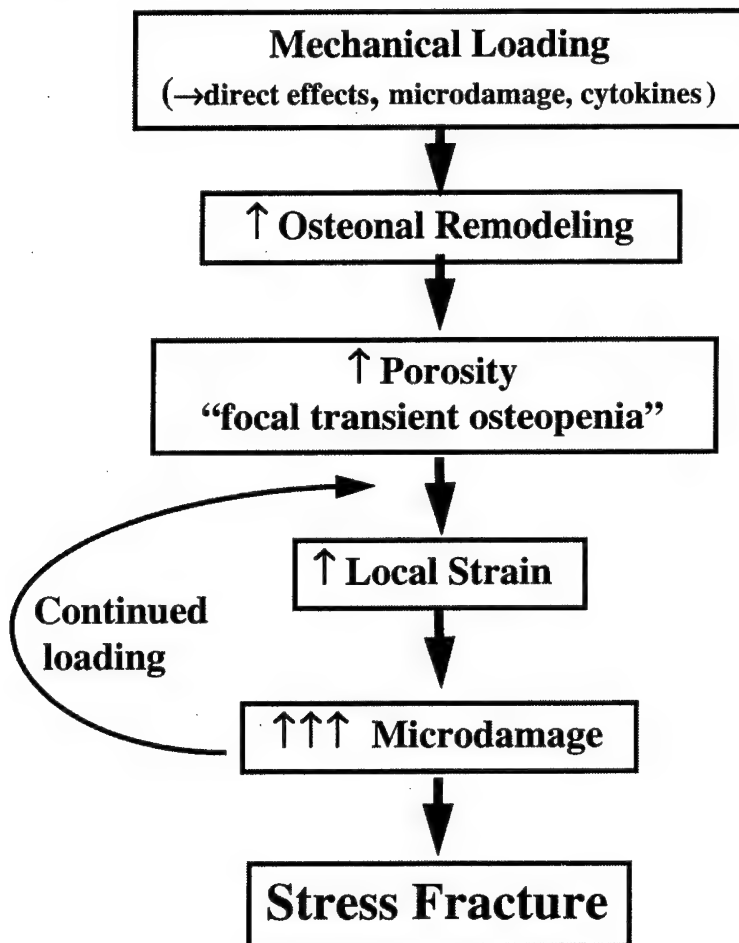 Mechanical Loading
(→direct effects, microdamage, cytokines)
↑ Osteonal Remodeling
↑ Porosity
“focal transient osteopenia”
↑ Local Strain
Continued
loading
↑↑↑ Microdamage
Stress Fracture